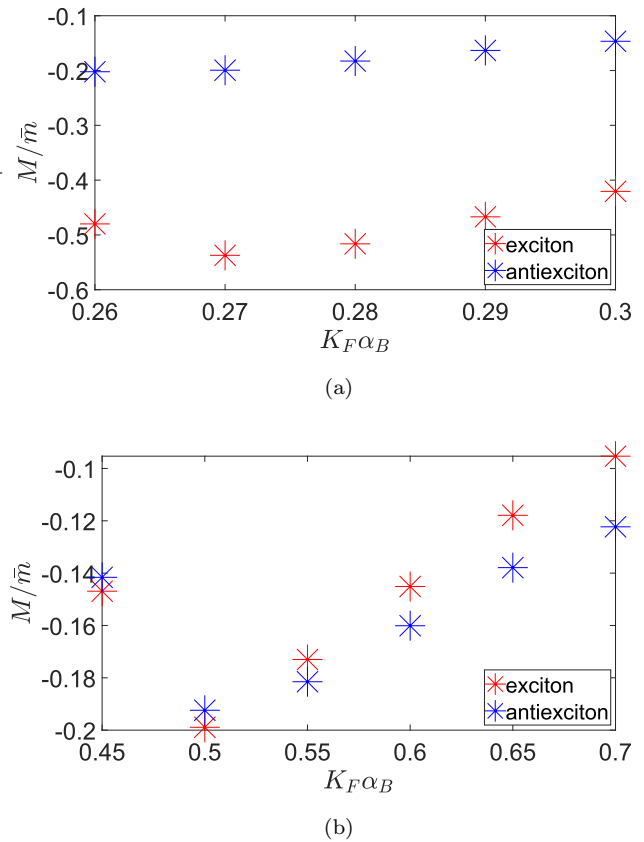 -0.1
-0.2
-0.3
-0.4
-0.5
-0.6
M/m̄
0.26 0.27 0.28 0.29 0.3
K_F α_B
exciton
antiexciton
(a)
-0.1
-0.12
-0.14
-0.16
-0.18
-0.2
M/m̄
0.45 0.5 0.55 0.6 0.65 0.7
K_F α_B
exciton
antiexciton
(b)